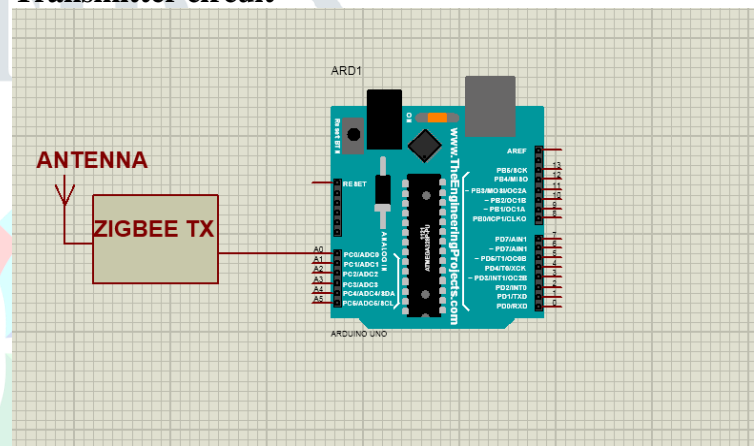 Transmitter circuit
ARD1
ANTENNA
ZIGBEE TX
Reset BTN
ON
www.TheEngineeringProjects.com
RESET
ANALOG IN
AREF
13
PB5/SCK
12
PB4/MISO
11
~ PB3/MOSI/OC2A
10
~ PB2/OC1B
9
~ PB1/OC1A
8
PB0/ICP1/CLKO
7
PD7/AIN1
6
~ PD7/AIN1
5
~ PD5/T1/OC0B
4
PD4/T0/XCK
3
~ PD3/INT1/OC2B
2
PD2/INT0
1
PD1/TXD
0
PD0/RXD
A0
PC0/ADC0
A1
PC1/ADC1
A2
PC2/ADC2
A3
PC3/ADC3
A4
PC4/ADC4/SDA
A5
PC5/ADC5/SCL
ARDUINO UNO